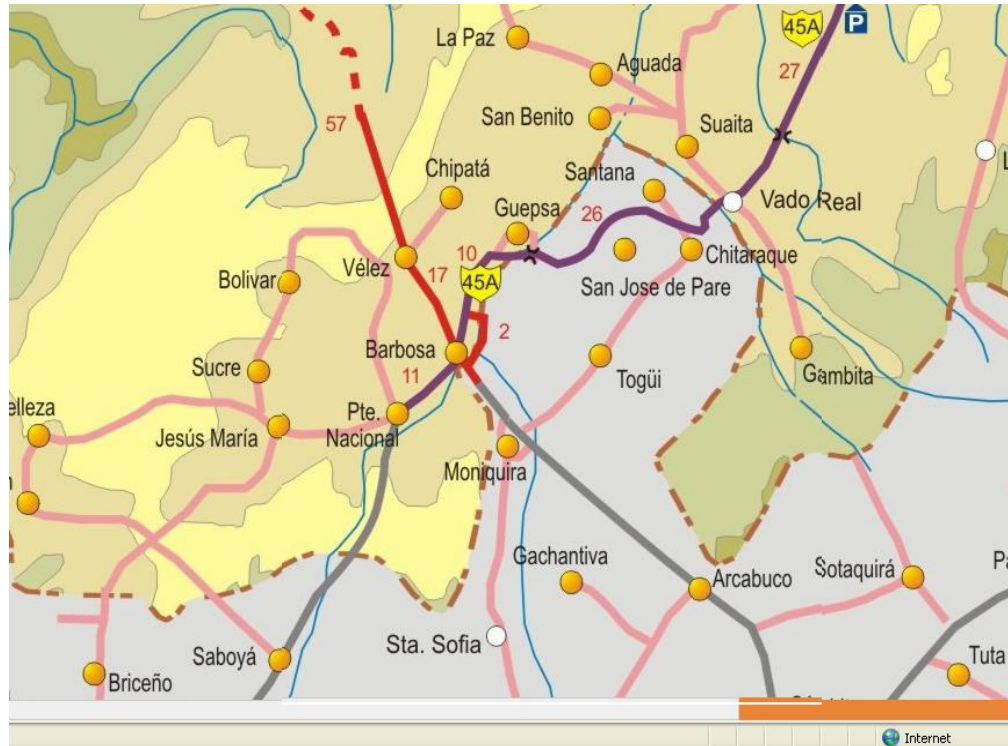 45A
P
La Paz
27
Aguada
57
San Benito
Suaita
Chipatá
Santana
Vado Real
Guepsa
26
Vélez
10
Chitaraque
Bolivar
17
45A
San Jose de Pare
2
Barbosa
Sucre
11
Togüi
Gambita
elleza
Pte.
Nacional
Jesús María
Moniquira
Gachantiva
Arcabuco
Sotaquirá
Sta. Sofia
Saboyá
Tuta
Briceño
Internet